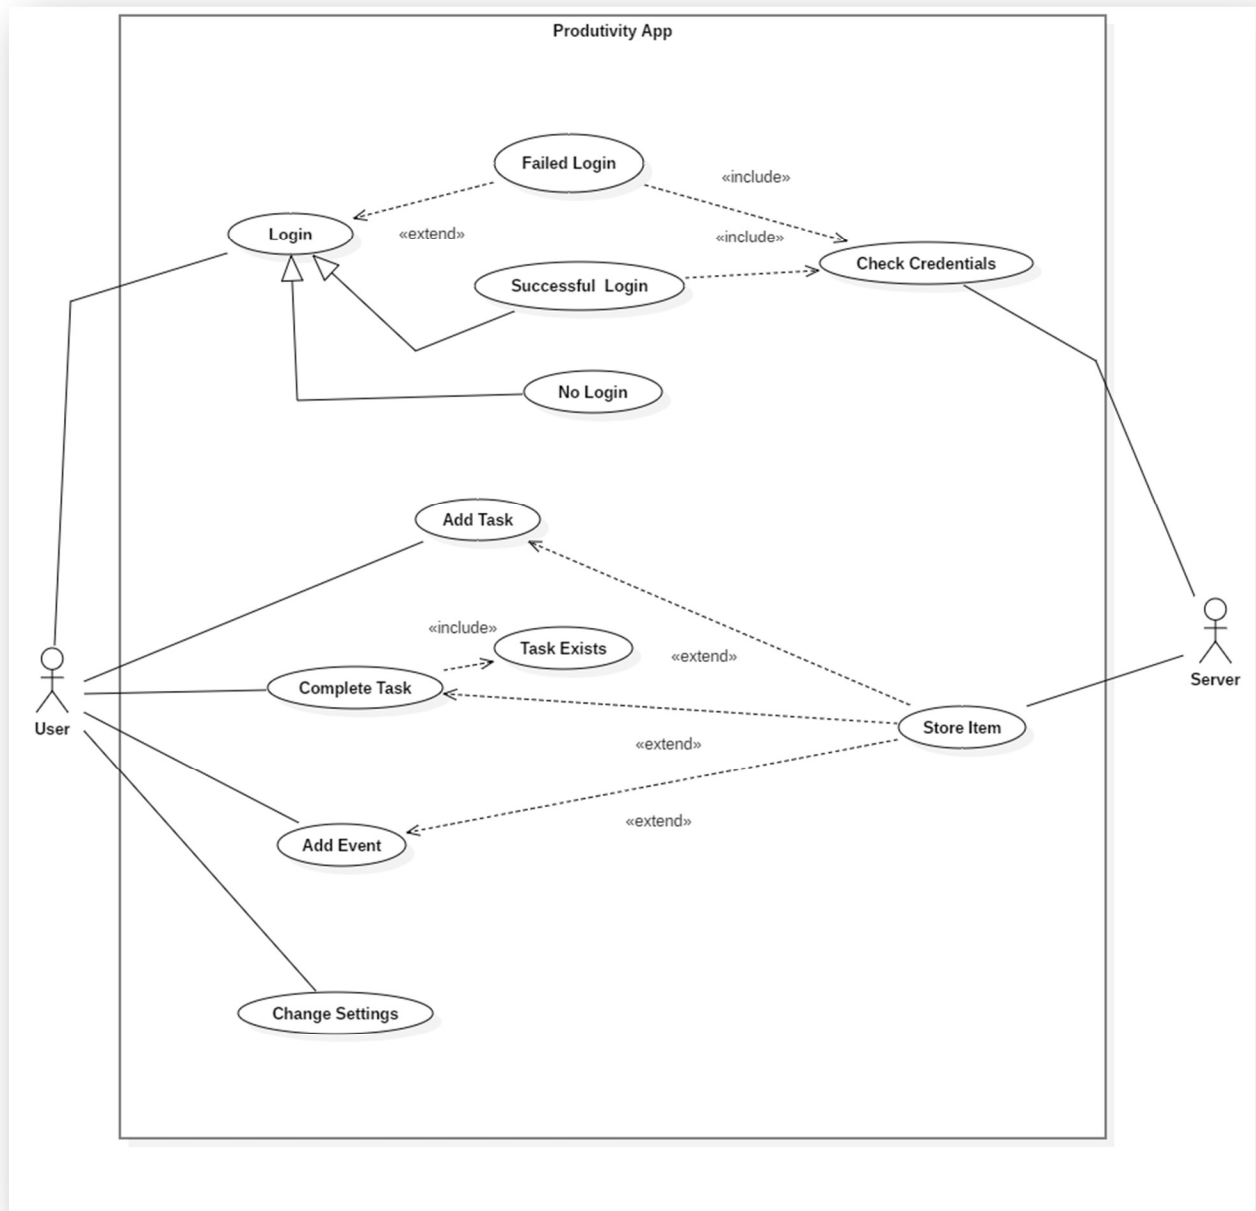 Produtivity App
Failed Login
«include»
Login
«extend»
«include»
Check Credentials
Successful  Login
No Login
Add Task
«include»
Task Exists
«extend»
Complete Task
Server
User
Store Item
«extend»
«extend»
Add Event
Change Settings